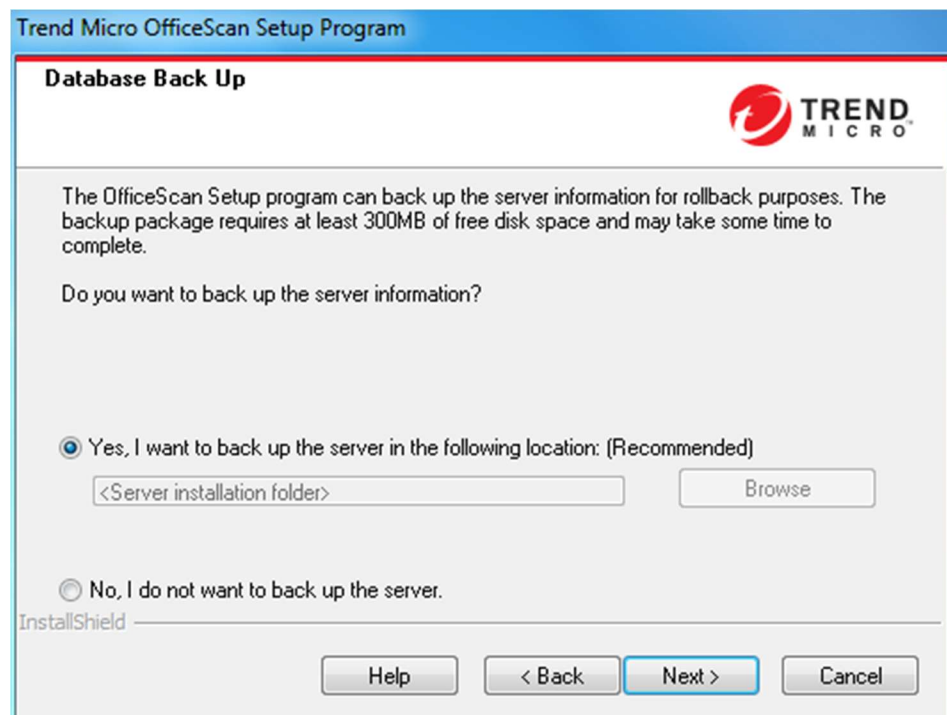 Trend Micro OfficeScan Setup Program
Database Back Up
TREND
MICRO
The OfficeScan Setup program can back up the server information for rollback purposes. The
backup package requires at least 300MB of free disk space and may take some time to
complete.
Do you want to back up the server information?
Yes, I want to back up the server in the following location: (Recommended)
<Server installation folder>
Browse
No, I do not want to back up the server.
InstallShield
Help
< Back
Next >
Cancel